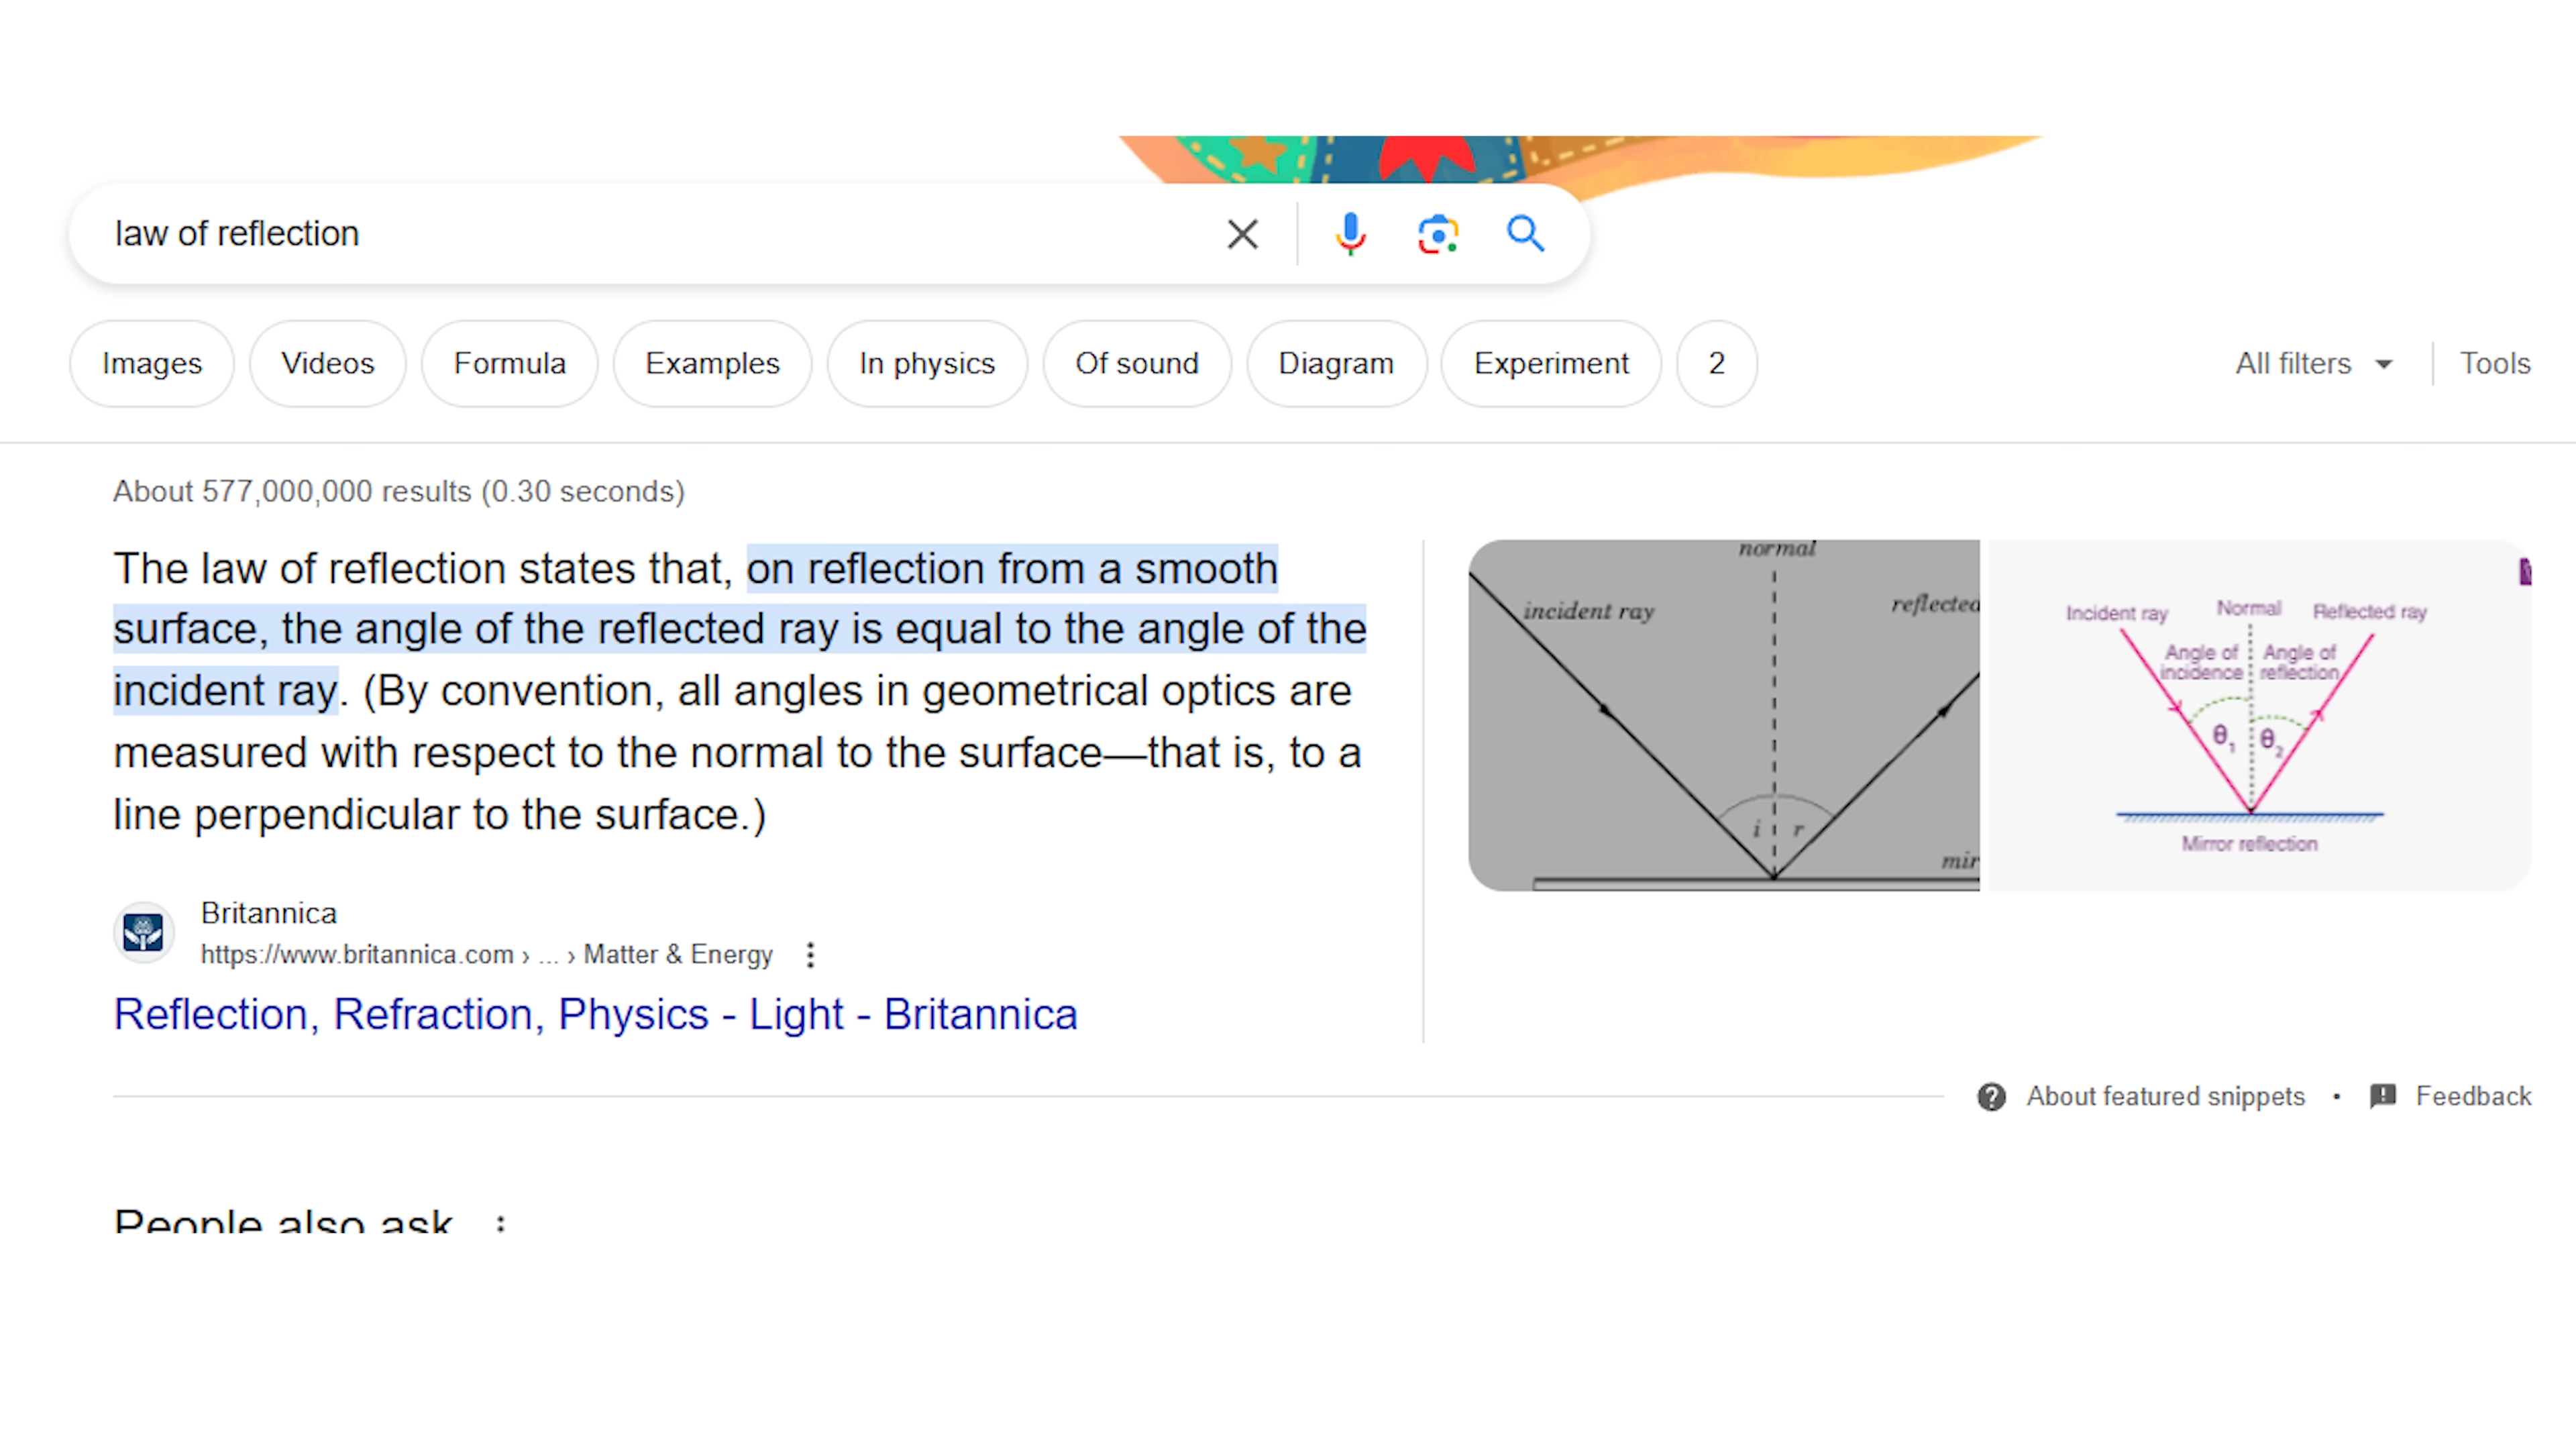 law of reflection
Images Videos Formula Examples In physics Of sound Diagram Experiment 2 All filters Tools
About 577,000,000 results (0.30 seconds)
The law of reflection states that, on reflection from a smooth
surface, the angle of the reflected ray is equal to the angle of the
incident ray. (By convention, all angles in geometrical optics are
measured with respect to the normal to the surface—that is, to a
line perpendicular to the surface.)
Britannica
https://www.britannica.com › ... › Matter & Energy
Reflection, Refraction, Physics - Light - Britannica
normal
incident ray reflected
i r
mir
Incident ray Normal Reflected ray
Angle of Angle of
incidence reflection
θ1 θ2
Mirror reflection
About featured snippets • Feedback
People also ask